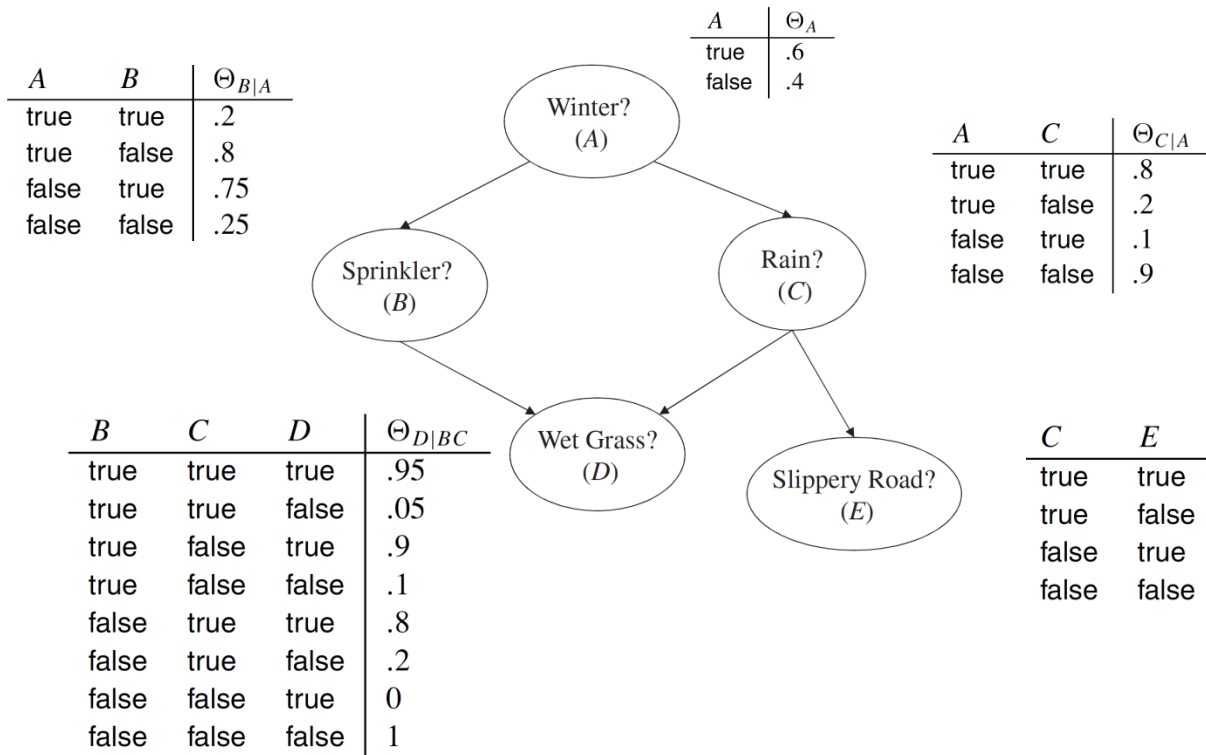 A Θ_A
true .6
false .4
A B Θ_{B|A}
true true .2
true false .8
false true .75
false false .25
Winter?
(A)
A C Θ_{C|A}
true true .8
true false .2
false true .1
false false .9
Sprinkler?
(B)
Rain?
(C)
B C D Θ_{D|BC}
true true true .95
true true false .05
true false true .9
true false false .1
false true true .8
false true false .2
false false true 0
false false false 1
Wet Grass?
(D)
Slippery Road?
(E)
C E
true true
true false
false true
false false